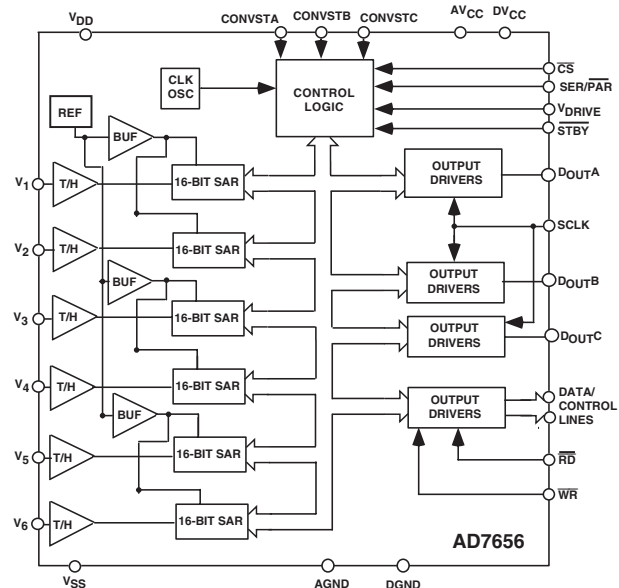 VDD
CONVSTA CONVSTB CONVSTC
AVCC DVCC
CLK
OSC
CONTROL
LOGIC
CS
SER/PAR
VDRIVE
STBY
REF
BUF
V1
T/H
16-BIT SAR
OUTPUT
DRIVERS
DOUTA
SCLK
V2
T/H
16-BIT SAR
BUF
OUTPUT
DRIVERS
DOUTB
V3
T/H
16-BIT SAR
OUTPUT
DRIVERS
DOUTC
V4
T/H
16-BIT SAR
BUF
OUTPUT
DRIVERS
DATA/
CONTROL
LINES
V5
T/H
16-BIT SAR
RD
WR
V6
T/H
16-BIT SAR
AD7656
VSS
AGND
DGND